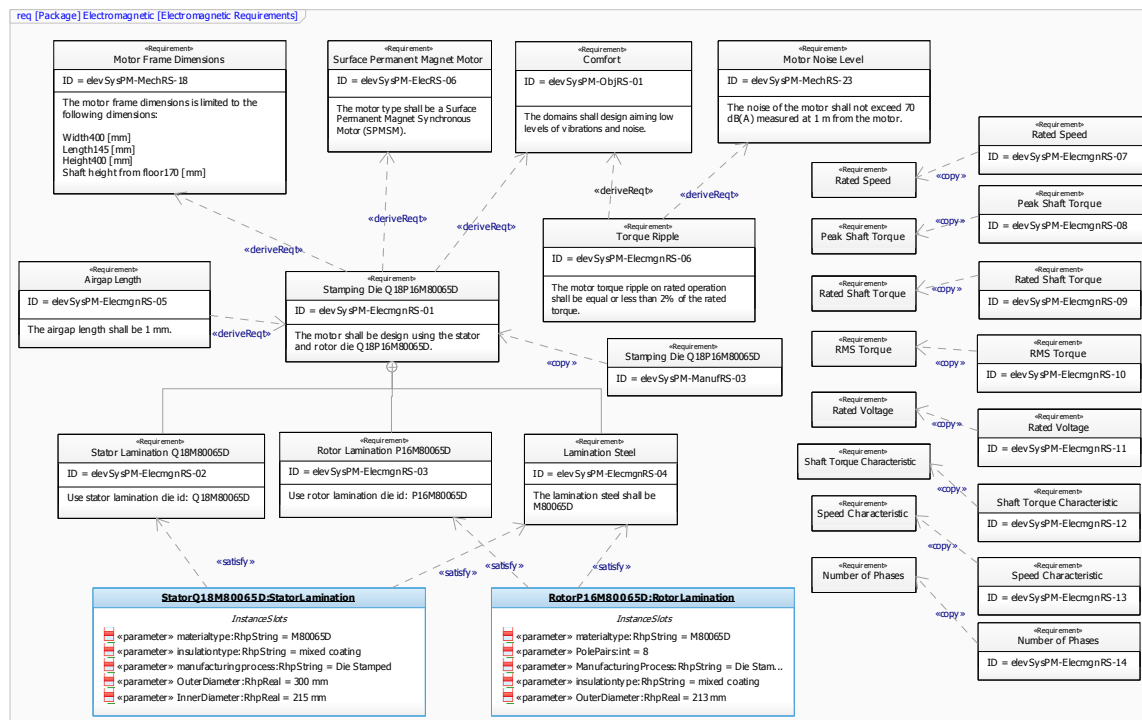 req [Package] Electromagnetic [Electromagnetic Requirements]
«Requirement»
Motor Frame Dimensions
ID = elevSysPM-MechRS-18
The motor frame dimensions is limited to the
following dimensions:
Width400 [mm]
Length145 [mm]
Height400 [mm]
Shaft height from floor170 [mm]
«Requirement»
Surface Permanent Magnet Motor
ID = elevSysPM-ElecRS-06
The motor type shall be a Surface
Permanent Magnet Synchronous
Motor (SPMSM).
«Requirement»
Comfort
ID = elevSysPM-ObjRS-01
The domains shall design aiming low
levels of vibrations and noise.
«Requirement»
Motor Noise Level
ID = elevSysPM-MechRS-23
The noise of the motor shall not exceed 70
dB(A) measured at 1 m from the motor.
«Requirement»
Rated Speed
ID = elevSysPM-ElecmgnRS-07
«Requirement»
Rated Speed
«copy»
«Requirement»
Peak Shaft Torque
ID = elevSysPM-ElecmgnRS-08
«Requirement»
Peak Shaft Torque
«copy»
«deriveReqt»
«deriveReqt»
«deriveReqt»
«deriveReqt»
«deriveReqt»
«Requirement»
Torque Ripple
ID = elevSysPM-ElecmgnRS-06
The motor torque ripple on rated operation
shall be equal or less than 2% of the rated
torque.
«Requirement»
Airgap Length
ID = elevSysPM-ElecmgnRS-05
The airgap length shall be 1 mm.
«deriveReqt»
«Requirement»
Stamping Die Q18P16M80065D
ID = elevSysPM-ElecmgnRS-01
The motor shall be design using the stator
and rotor die Q18P16M80065D.
«copy»
«Requirement»
Stamping Die Q18P16M80065D
ID = elevSysPM-ManufRS-03
«Requirement»
Rated Shaft Torque
«copy»
«Requirement»
Rated Shaft Torque
ID = elevSysPM-ElecmgnRS-09
«Requirement»
RMS Torque
«copy»
«Requirement»
RMS Torque
ID = elevSysPM-ElecmgnRS-10
«Requirement»
Rated Voltage
«copy»
«Requirement»
Rated Voltage
ID = elevSysPM-ElecmgnRS-11
«Requirement»
Shaft Torque Characteristic
«copy»
«Requirement»
Shaft Torque Characteristic
ID = elevSysPM-ElecmgnRS-12
«Requirement»
Speed Characteristic
«copy»
«Requirement»
Speed Characteristic
ID = elevSysPM-ElecmgnRS-13
«Requirement»
Number of Phases
«copy»
«Requirement»
Number of Phases
ID = elevSysPM-ElecmgnRS-14
«Requirement»
Stator Lamination Q18M80065D
ID = elevSysPM-ElecmgnRS-02
Use stator lamination die id: Q18M80065D
«Requirement»
Rotor Lamination P16M80065D
ID = elevSysPM-ElecmgnRS-03
Use rotor lamination die id: P16M80065D
«Requirement»
Lamination Steel
ID = elevSysPM-ElecmgnRS-04
The lamination steel shall be
M80065D
«satisfy»
«satisfy»
«satisfy»
«satisfy»
StatorQ18M80065D:StatorLamination
InstanceSlots
«parameter» materialtype:RhpString = M80065D
«parameter» insulationtype:RhpString = mixed coating
«parameter» manufacturingprocess:RhpString = Die Stamped
«parameter» OuterDiameter:RhpReal = 300 mm
«parameter» InnerDiameter:RhpReal = 215 mm
RotorP16M80065D:RotorLamination
InstanceSlots
«parameter» materialtype:RhpString = M80065D
«parameter» PolePairs:int = 8
«parameter» ManufacturingProcess:RhpString = Die Stam...
«parameter» insulationtype:RhpString = mixed coating
«parameter» OuterDiameter:RhpReal = 213 mm